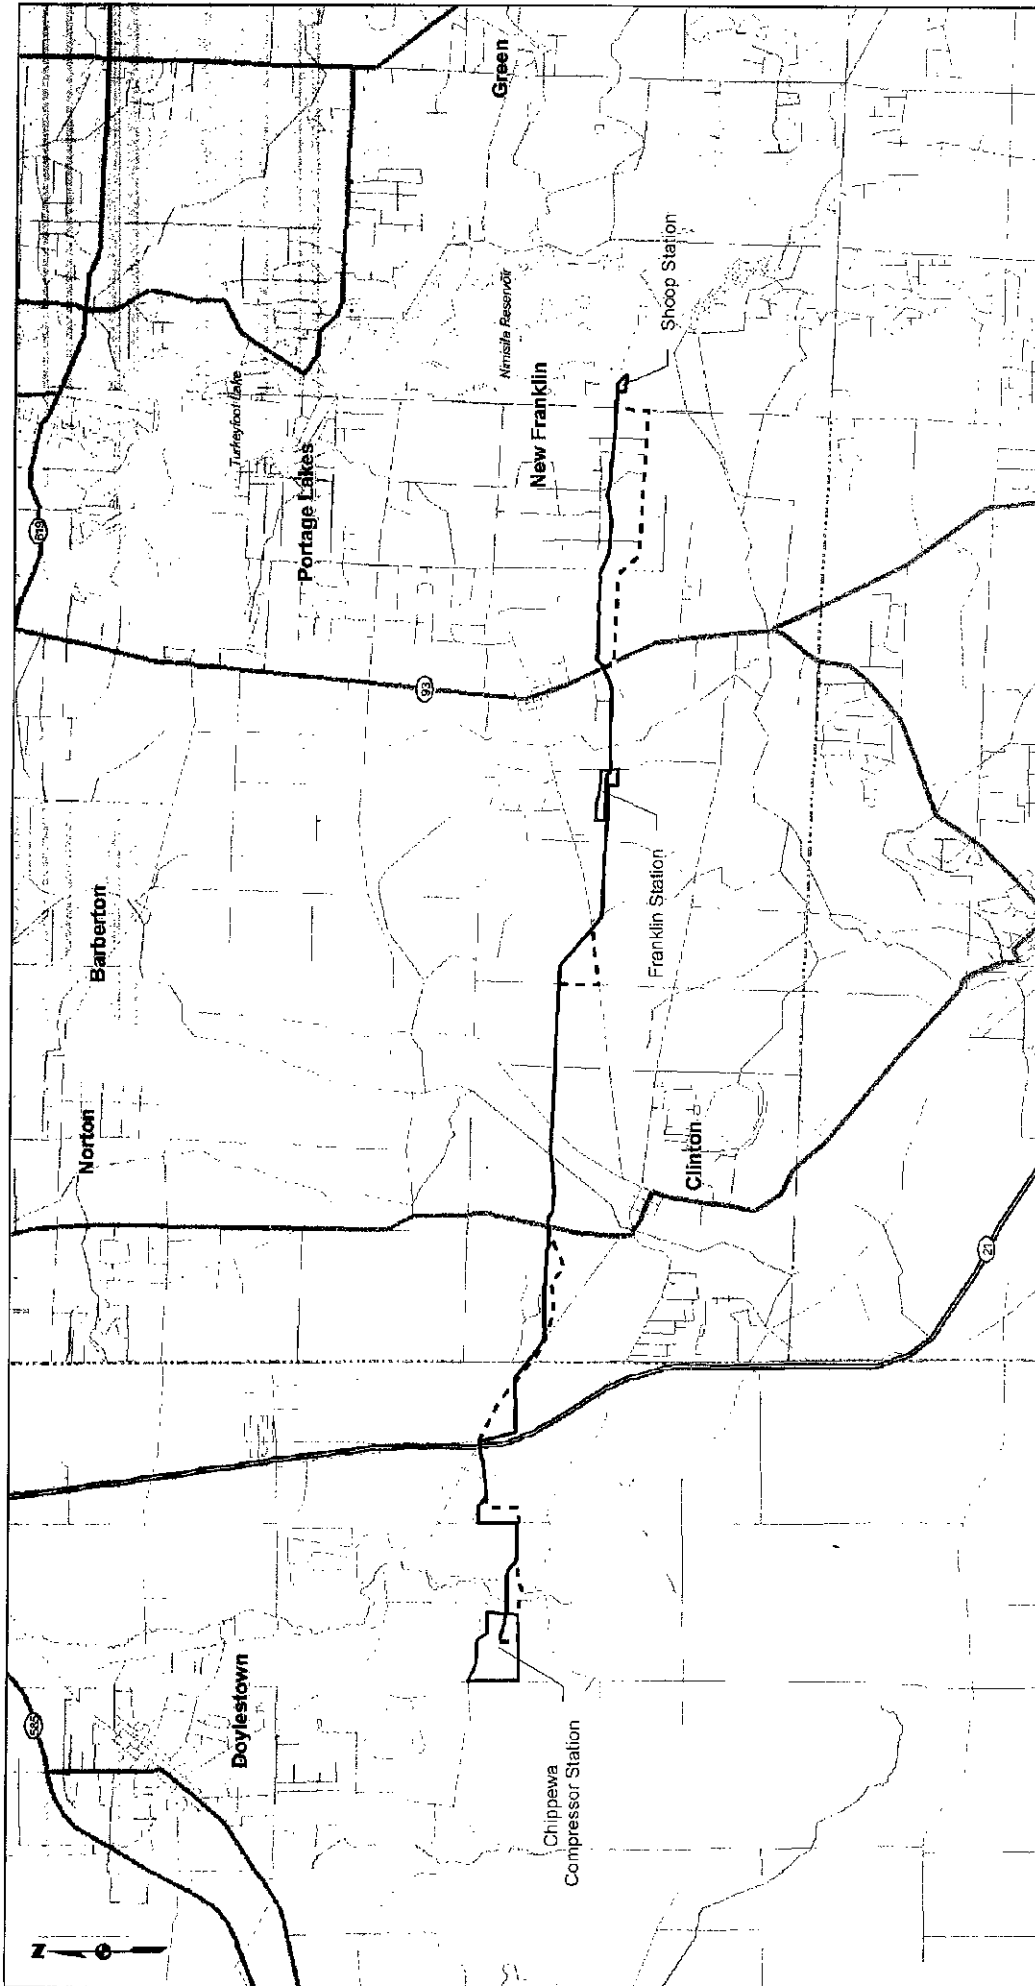 N
585
Doylestown
Chippewa
Compressor Station
Norton
Barberton
Clinton
21
Franklin Station
93
619
Portage Lakes
Turkeyfoot Lake
New Franklin
Nimisila Reservoir
Shoop Station
Green